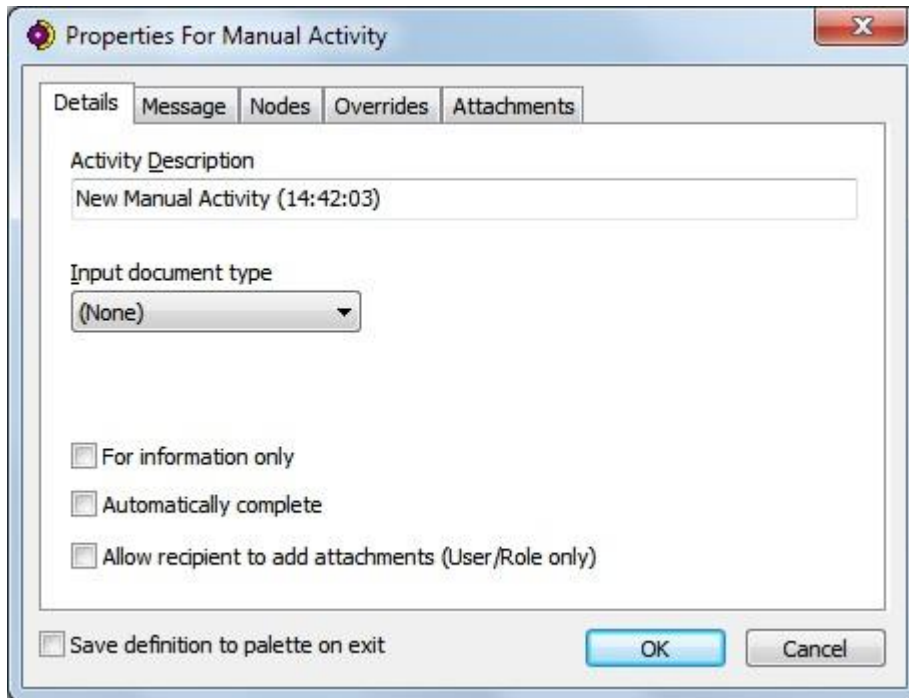 Properties For Manual Activity
Details Message Nodes Overrides Attachments
Activity Description
New Manual Activity (14:42:03)
Input document type
(None)
For information only
Automatically complete
Allow recipient to add attachments (User/Role only)
Save definition to palette on exit OK Cancel